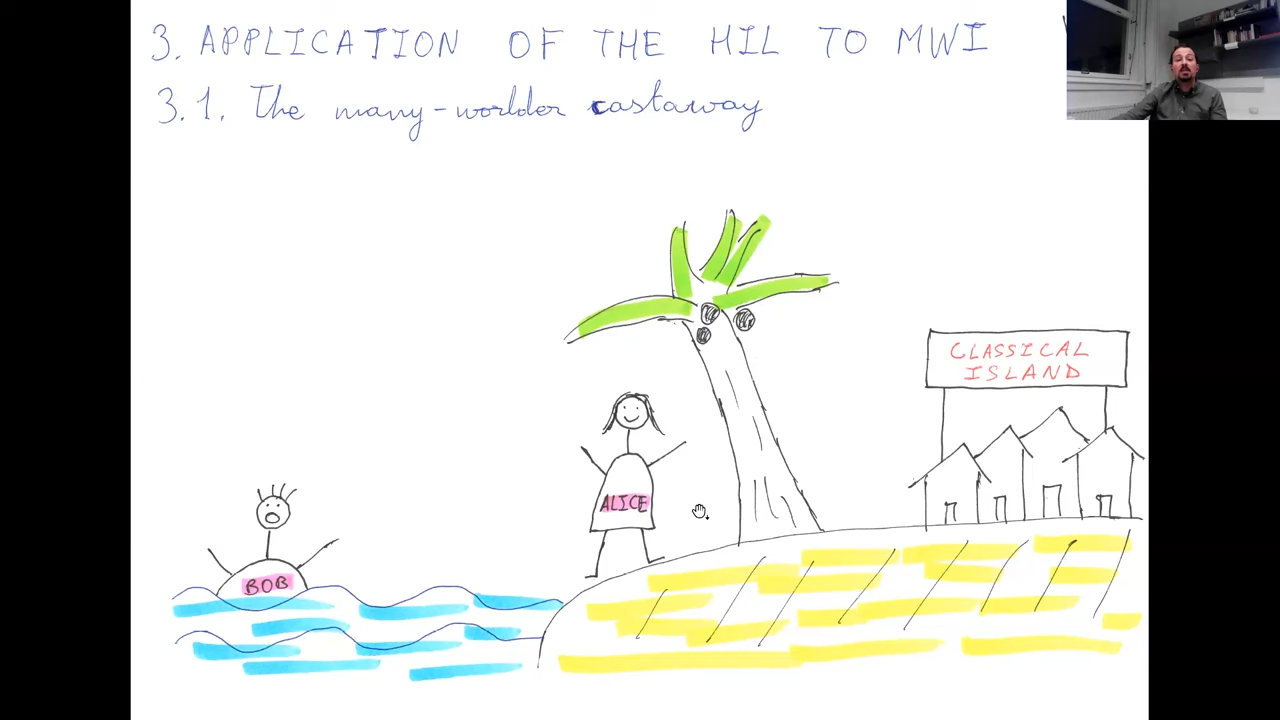 3. APPLICATION OF THE HIL TO MWI
3.1. The many-worlder castaway
CLASSICAL
ISLAND
ALICE
BOB